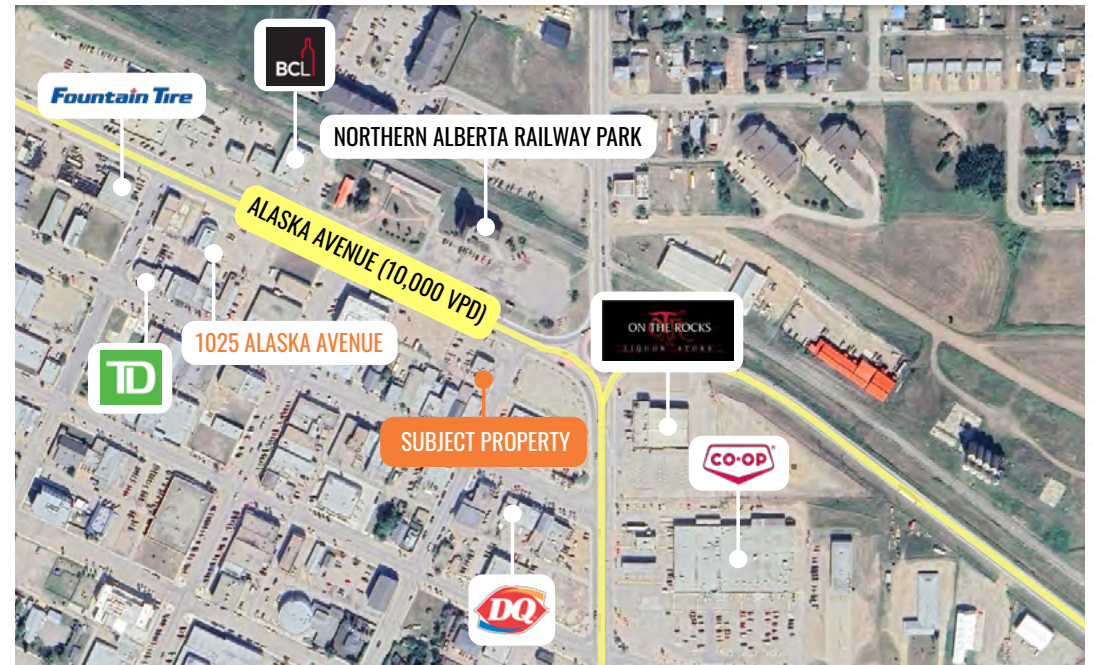 BCL
Fountain Tire
NORTHERN ALBERTA RAILWAY PARK
ALASKA AVENUE (10,000 VPD)
ON THE ROCKS
LIQUOR STORE
1025 ALASKA AVENUE
TD
SUBJECT PROPERTY
CO·OP
DQ